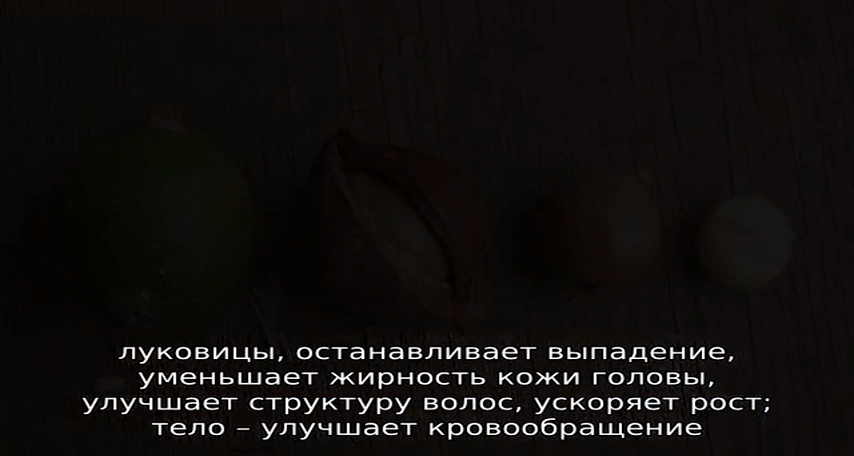 луковицы, останавливает выпадение,
уменьшает жирность кожи головы,
улучшает структуру волос, ускоряет рост;
тело – улучшает кровообращение